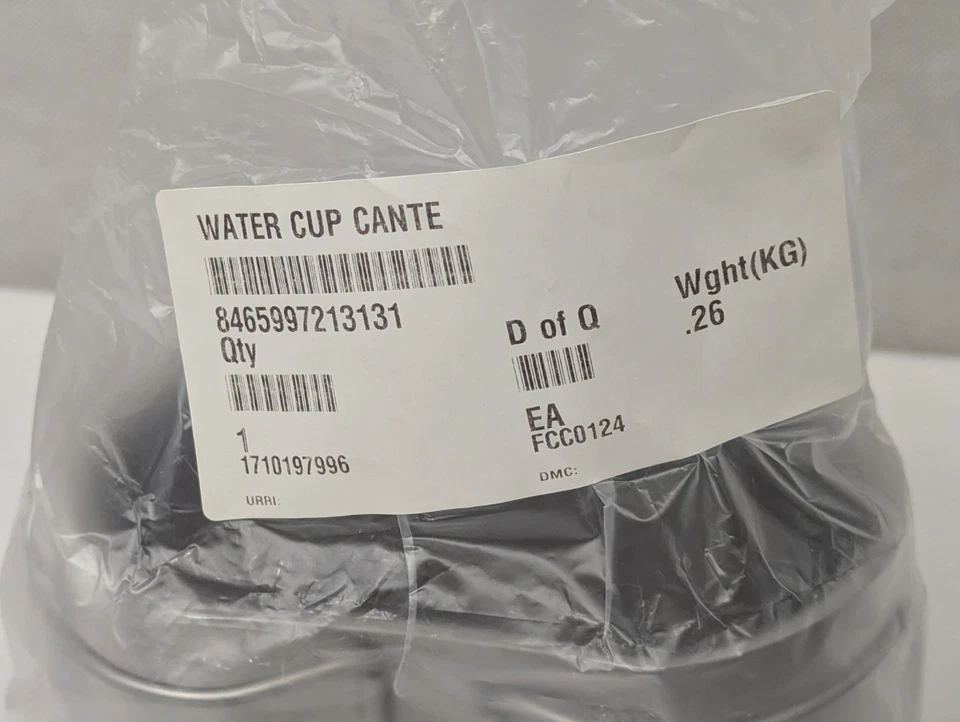 WATER CUP CANTE
8465997213131
Qty
1
1710197996
URRI:
D of Q
EA
FCC0124
DMC:
Wght(KG)
.26